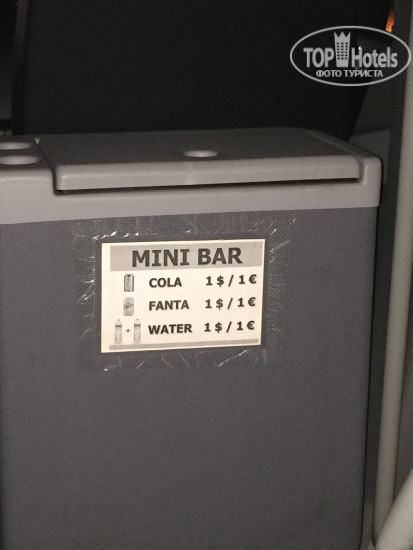 TOP Hotels
ФОТО ТУРИСТА
MINI BAR
COLA 1 $ / 1 €
FANTA 1 $ / 1 €
+ WATER 1 $ / 1 €